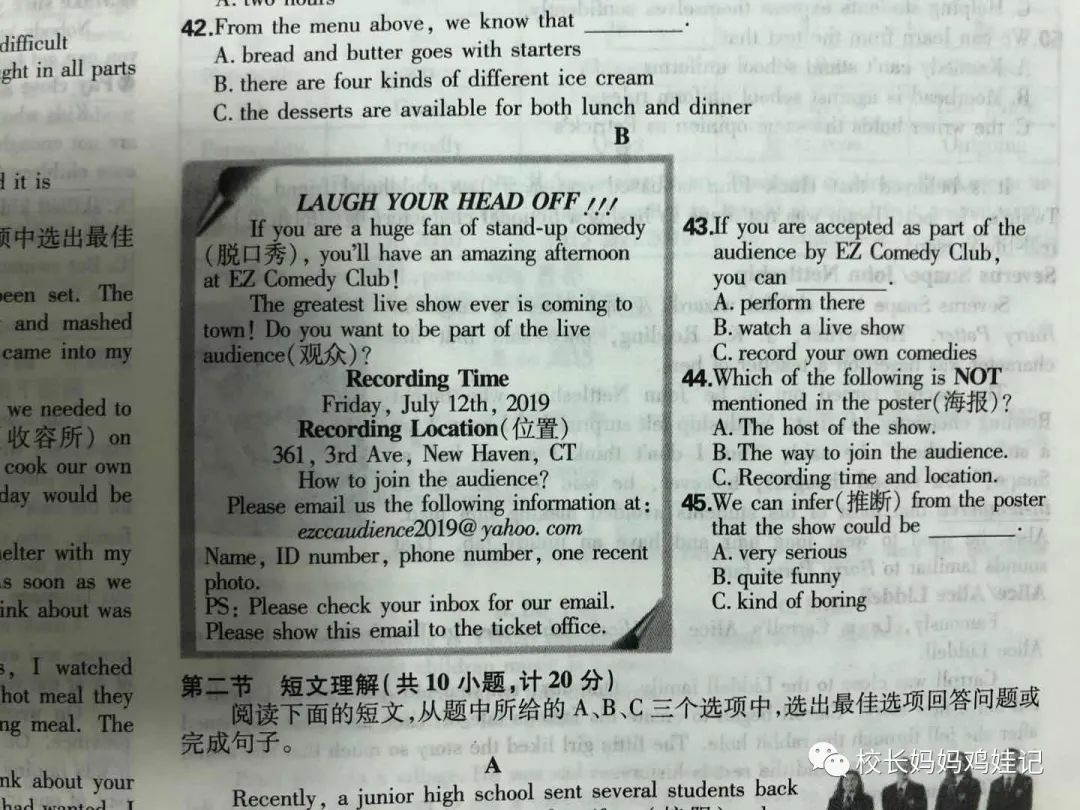 difficult
ght in all parts
it is
项中选出最佳
been set. The
and mashed
came into my
we needed to
收容所) on
cook our own
day would be
elter with my
s soon as we
ink about was
s, I watched
hot meal they
ng meal. The
nk about your
had wanted. I
A. two hours
42.From the menu above, we know that ________.
A. bread and butter goes with starters
B. there are four kinds of different ice cream
C. the desserts are available for both lunch and dinner
B
LAUGH YOUR HEAD OFF!!!
If you are a huge fan of stand-up comedy
(脱口秀), you'll have an amazing afternoon
at EZ Comedy Club!
The greatest live show ever is coming to
town! Do you want to be part of the live
audience(观众)?
Recording Time
Friday, July 12th, 2019
Recording Location(位置)
361, 3rd Ave, New Haven, CT
How to join the audience?
Please email us the following information at:
ezccaudience2019@yahoo.com
Name, ID number, phone number, one recent
photo.
PS: Please check your inbox for our email.
Please show this email to the ticket office.
43.If you are accepted as part of the
audience by EZ Comedy Club,
you can ________.
A. perform there
B. watch a live show
C. record your own comedies
44.Which of the following is NOT
mentioned in the poster(海报)?
A. The host of the show.
B. The way to join the audience.
C. Recording time and location.
45.We can infer(推断) from the poster
that the show could be ________.
A. very serious
B. quite funny
C. kind of boring
第二节 短文理解(共 10 小题,计 20 分)
阅读下面的短文,从题中所给的 A、B、C 三个选项中,选出最佳选项回答问题或
完成句子。
A
Recently, a junior high school sent several students back
校长妈妈鸡娃记